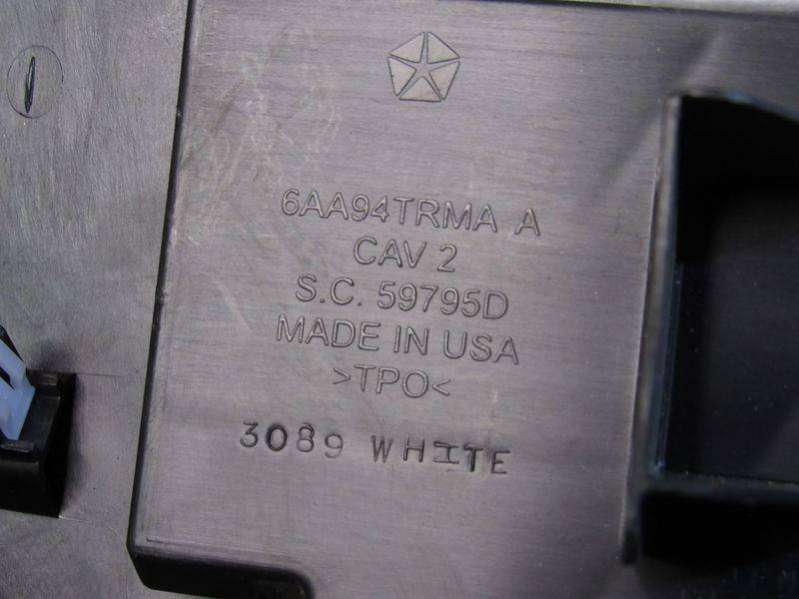 6AA94TRMA A
CAV 2
S.C. 59795D
MADE IN USA
>TPO<
3089 WHITE